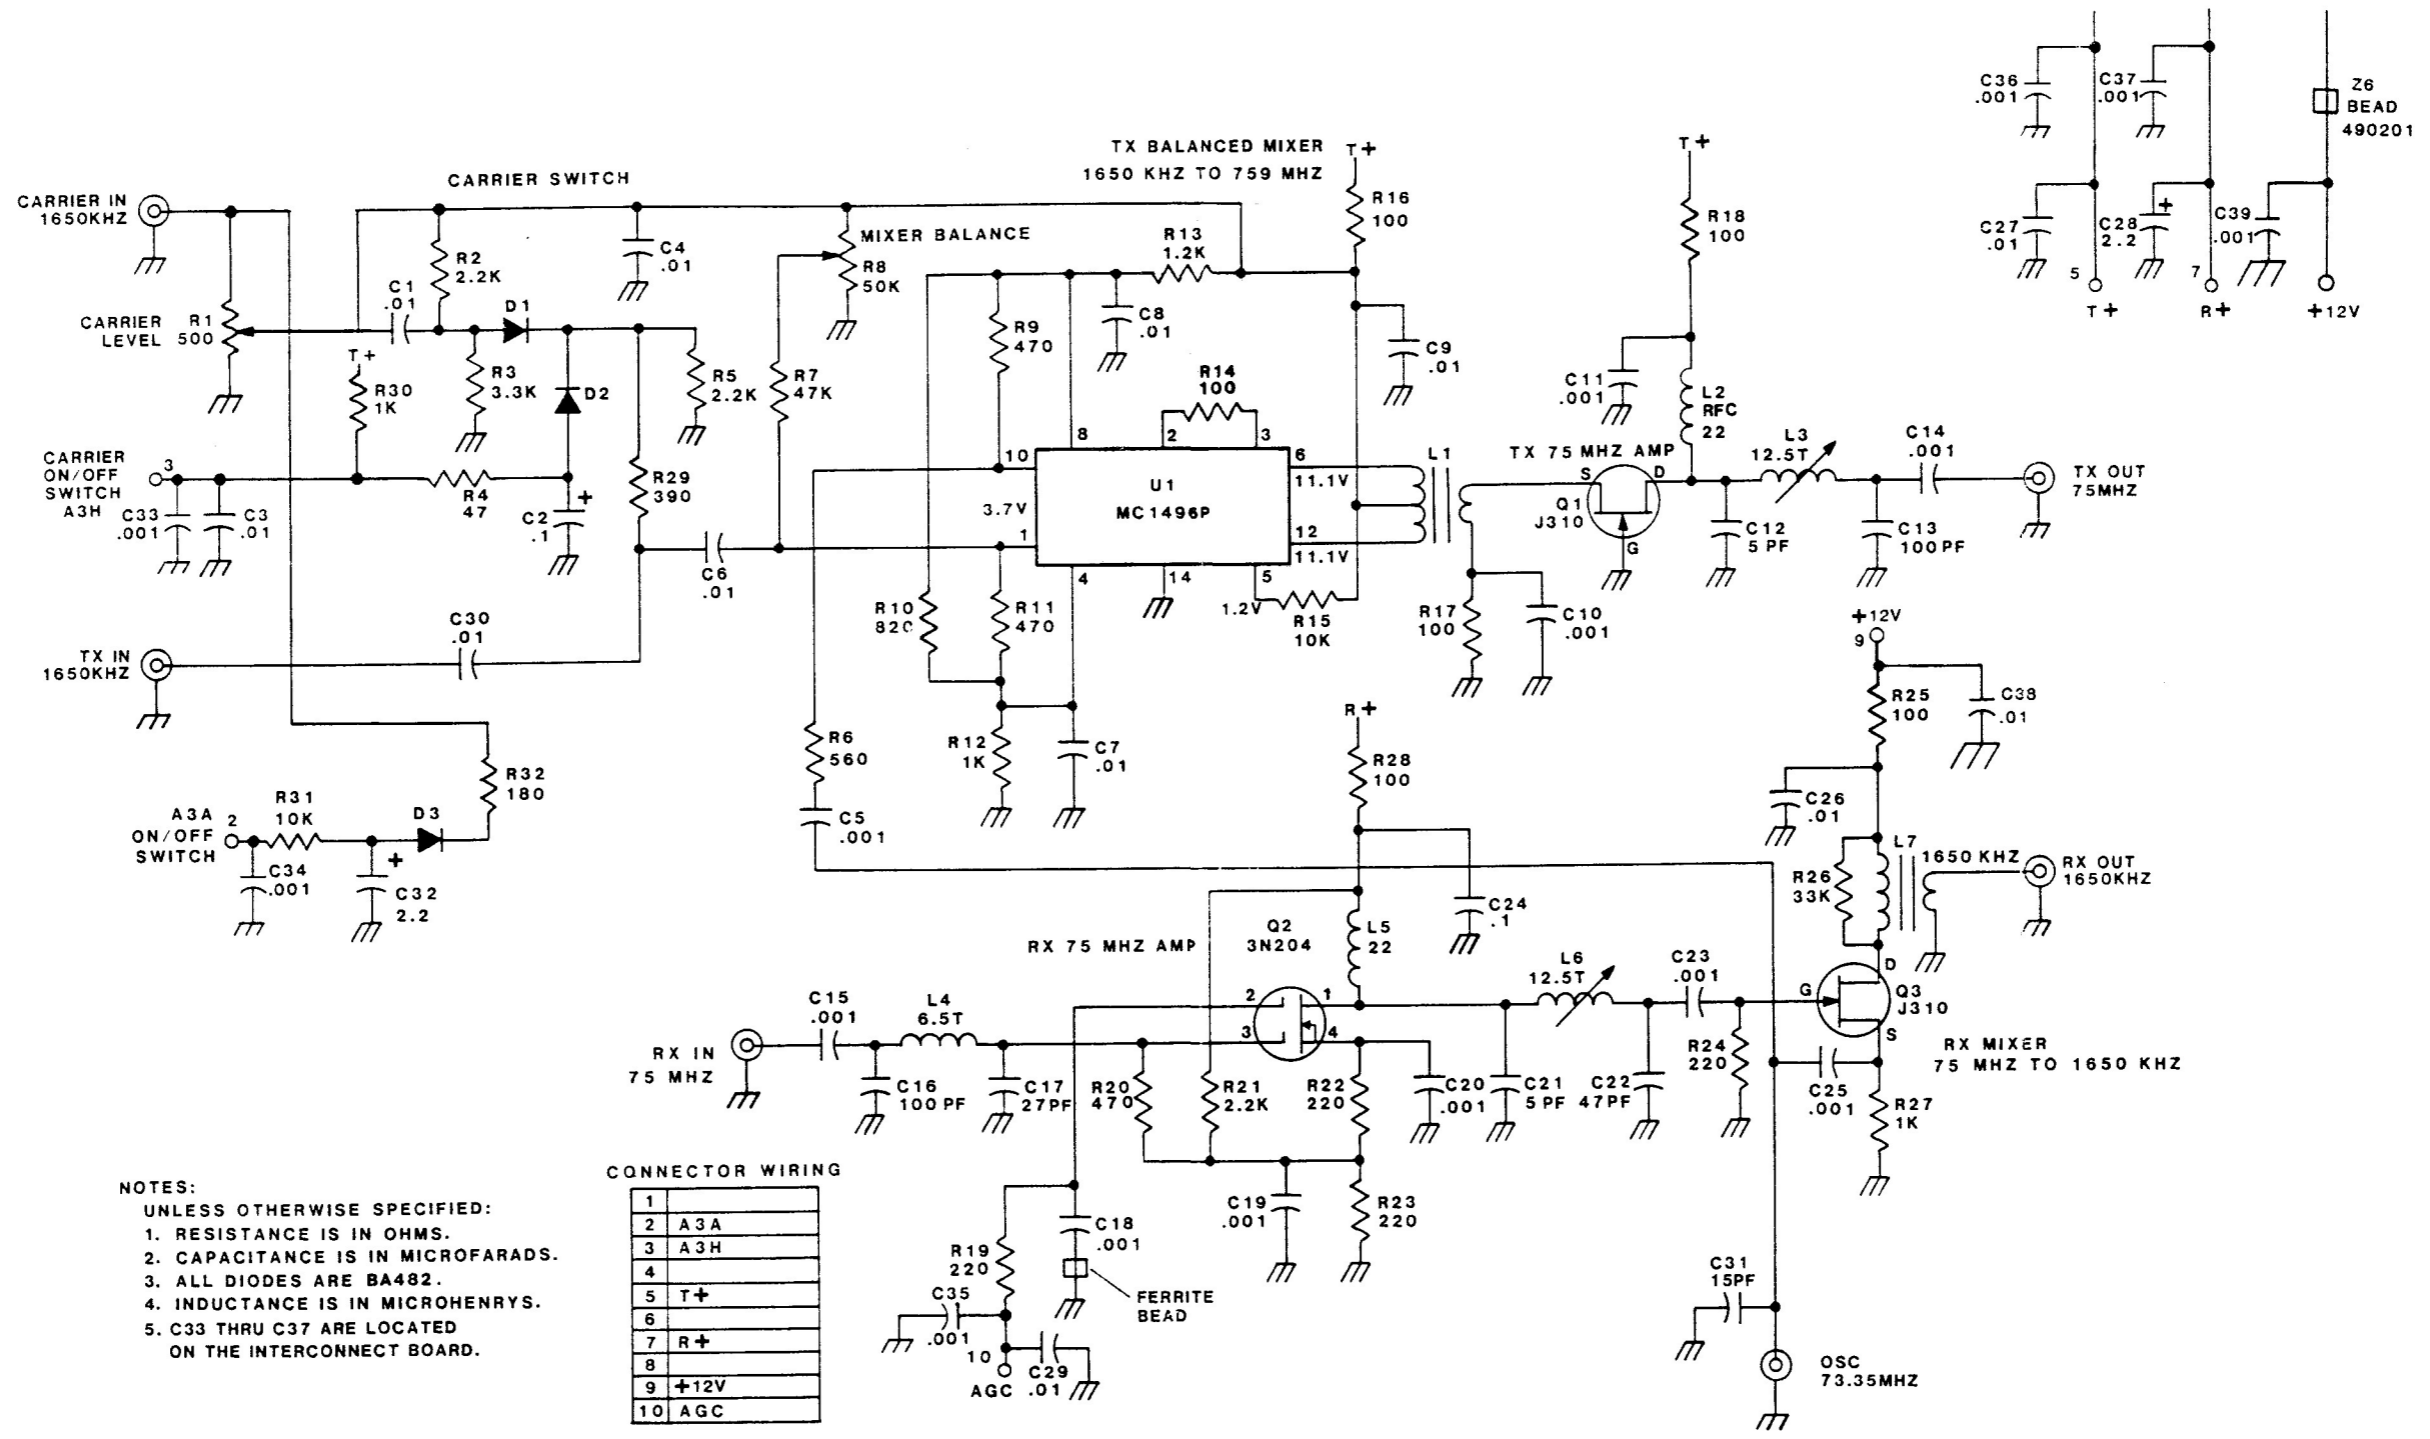 CARRIER IN
1650KHZ
CARRIER SWITCH
CARRIER
LEVEL
R1
500
C1
.01
R2
2.2K
D1
C4
.01
MIXER BALANCE
R8
50K
R3
3.3K
D2
R5
2.2K
R7
47K
T+
R30
1K
CARRIER
ON/OFF
SWITCH
A3H
3
C33
.001
C3
.01
R4
47
C2
.1
+
R29
390
C6
.01
C30
.01
TX IN
1650KHZ
R32
180
A3A
ON/OFF
SWITCH
2
R31
10K
D3
C34
.001
+
C32
2.2
TX BALANCED MIXER
1650 KHZ TO 759 MHZ
T+
R16
100
R13
1.2K
R9
470
C8
.01
C9
.01
R14
100
8
2
3
10
6
11.1V
U1
MC1496P
3.7V
1
12
11.1V
4
14
5
1.2V
R15
10K
L1
R10
820
R11
470
R12
1K
C7
.01
R6
560
C5
.001
T+
R18
100
C11
.001
L2
RFC
22
TX 75 MHZ AMP
S
D
Q1
J310
G
L3
12.5T
C14
.001
TX OUT
75MHZ
C12
5 PF
C13
100PF
R17
100
C10
.001
C36
.001
C37
.001
Z6
BEAD
490201
C27
.01
C28
2.2
+
C39
.001
5
T+
7
R+
+12V
+12V
9
R25
100
C38
.01
C26
.01
R26
33K
L7
1650 KHZ
RX OUT
1650KHZ
R+
R28
100
C24
.1
L5
22
Q2
3N204
RX 75 MHZ AMP
2
1
3
4
RX IN
75 MHZ
C15
.001
L4
6.5T
C16
100PF
C17
27PF
R20
470
R21
2.2K
R22
220
C20
.001
C21
5PF
C22
47PF
L6
12.5T
C23
.001
R24
220
G
D
Q3
J310
S
RX MIXER
75 MHZ TO 1650 KHZ
C25
.001
R27
1K
C19
.001
R23
220
R19
220
C18
.001
FERRITE
BEAD
C35
.001
10
AGC
C29
.01
C31
15PF
OSC
73.35MHZ
NOTES:
UNLESS OTHERWISE SPECIFIED:
1. RESISTANCE IS IN OHMS.
2. CAPACITANCE IS IN MICROFARADS.
3. ALL DIODES ARE BA482.
4. INDUCTANCE IS IN MICROHENRYS.
5. C33 THRU C37 ARE LOCATED
ON THE INTERCONNECT BOARD.
CONNECTOR WIRING
1
2 A3A
3 A3H
4
5 T+
6
7 R+
8
9 +12V
10 AGC